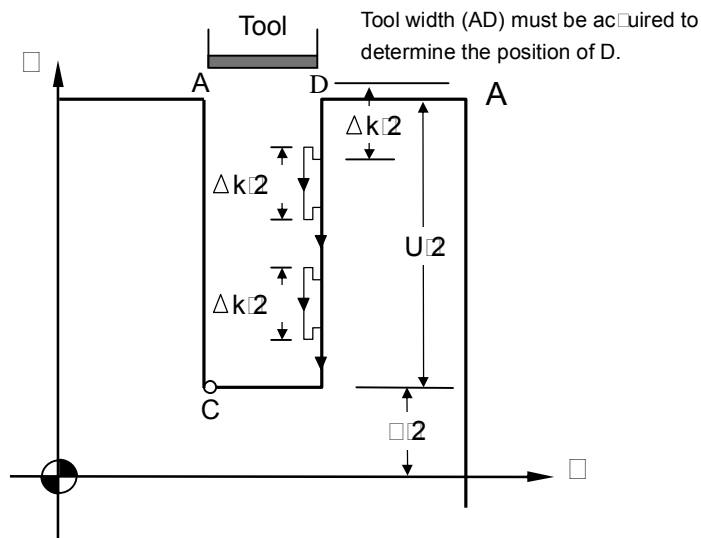 Tool
Tool width (AD) must be ac□uired to
determine the position of D.
□
A
D
A
Δk□2
Δk□2
U□2
Δk□2
C
□□2
□